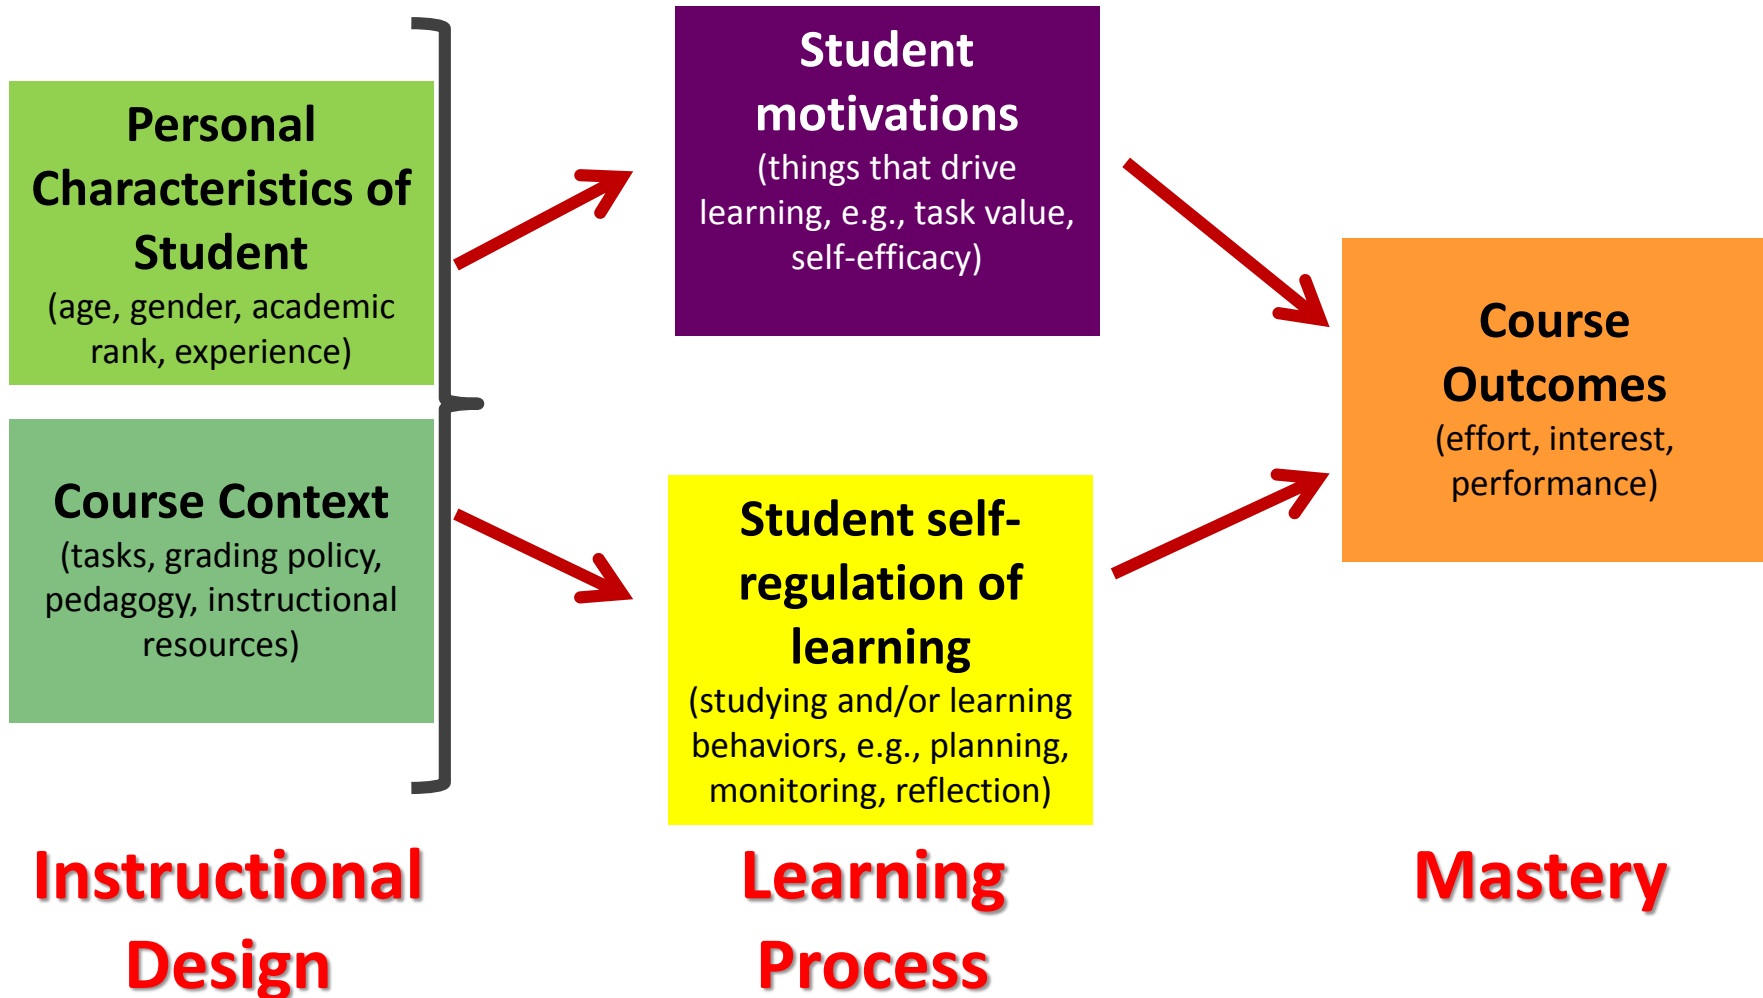 Personal
Characteristics of
Student
(age, gender, academic
rank, experience)
Course Context
(tasks, grading policy,
pedagogy, instructional
resources)
Student
motivations
(things that drive
learning, e.g., task value,
self-efficacy)
Student self-
regulation of
learning
(studying and/or learning
behaviors, e.g., planning,
monitoring, reflection)
Course
Outcomes
(effort, interest,
performance)
Instructional
Design
Learning
Process
Mastery